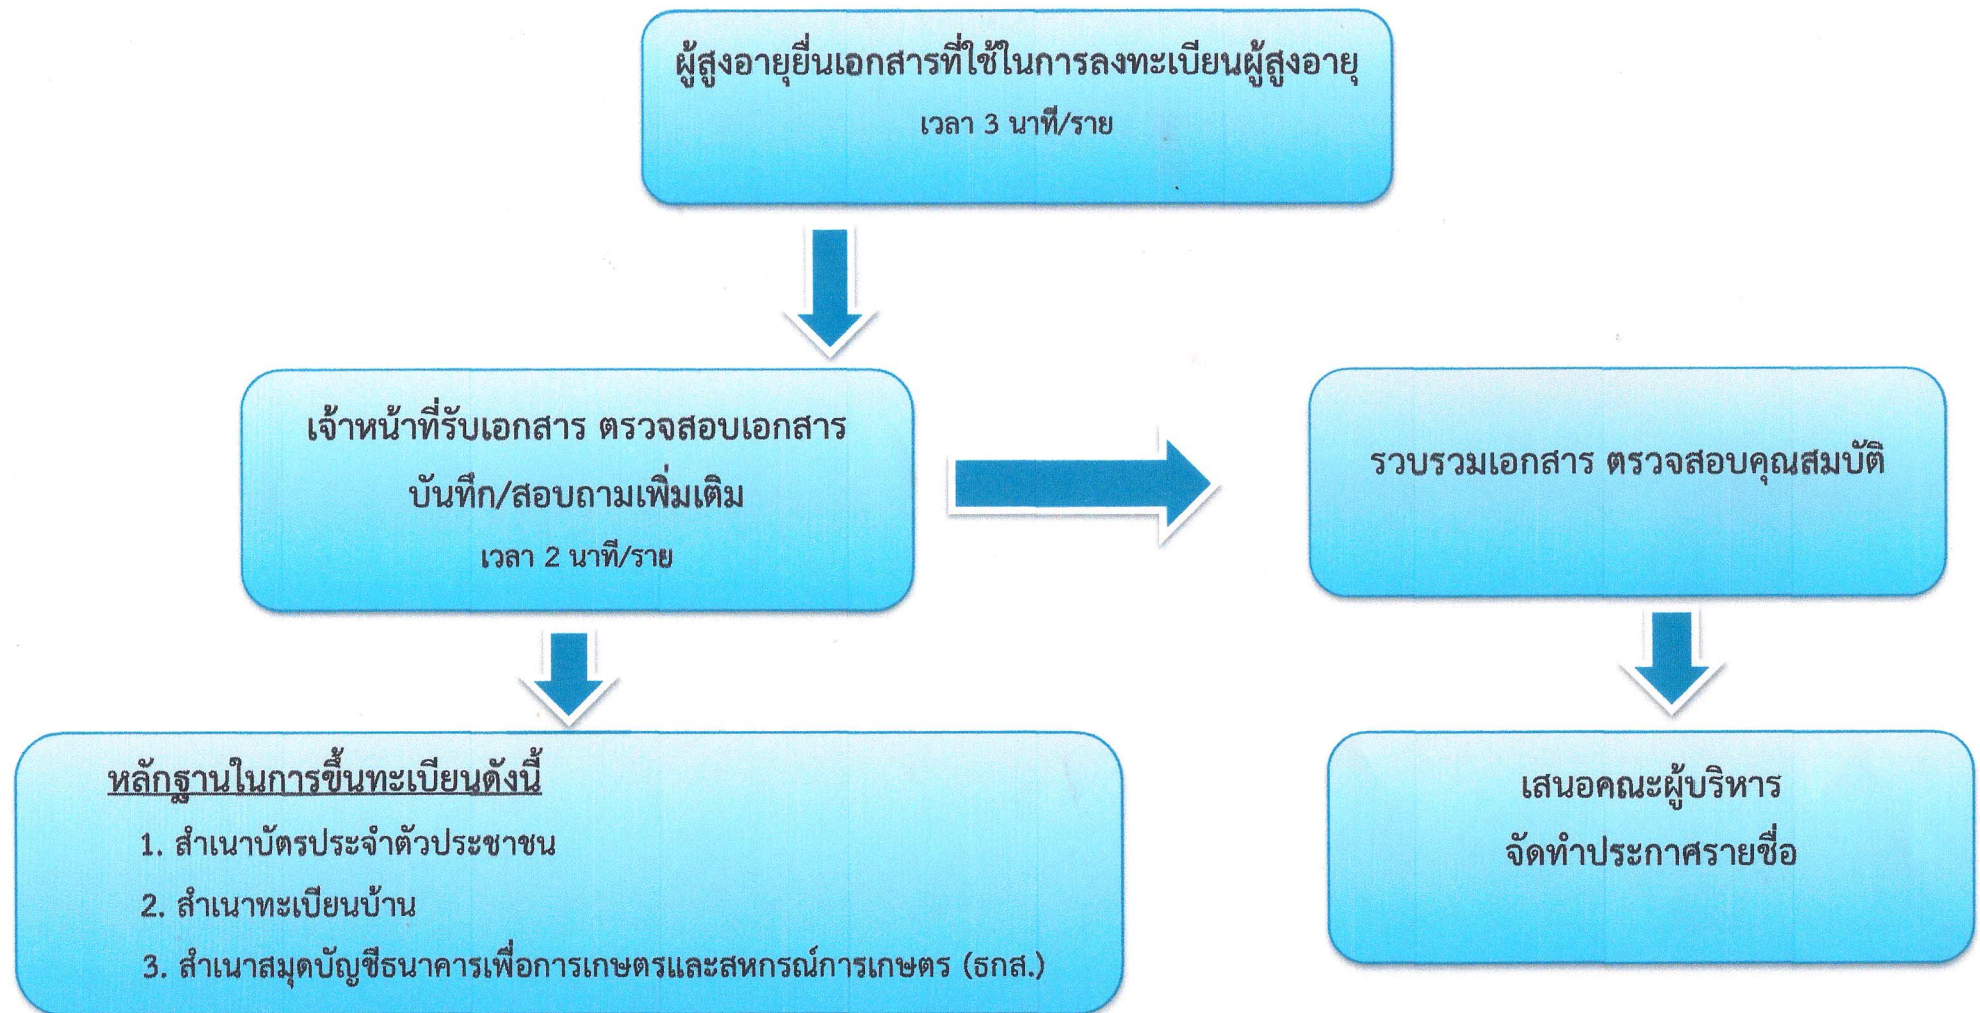 ผู้สูงอายุยื่นเอกสารที่ใช้ในการลงทะเบียนผู้สูงอายุ
เวลา 3 นาที/ราย
เจ้าหน้าที่รับเอกสาร ตรวจสอบเอกสาร
บันทึก/สอบถามเพิ่มเติม
เวลา 2 นาที/ราย
รวบรวมเอกสาร ตรวจสอบคุณสมบัติ
หลักฐานในการขึ้นทะเบียนดังนี้
1. สำเนาบัตรประจำตัวประชาชน
2. สำเนาทะเบียนบ้าน
3. สำเนาสมุดบัญชีธนาคารเพื่อการเกษตรและสหกรณ์การเกษตร (ธกส.)
เสนอคณะผู้บริหาร
จัดทำประกาศรายชื่อ